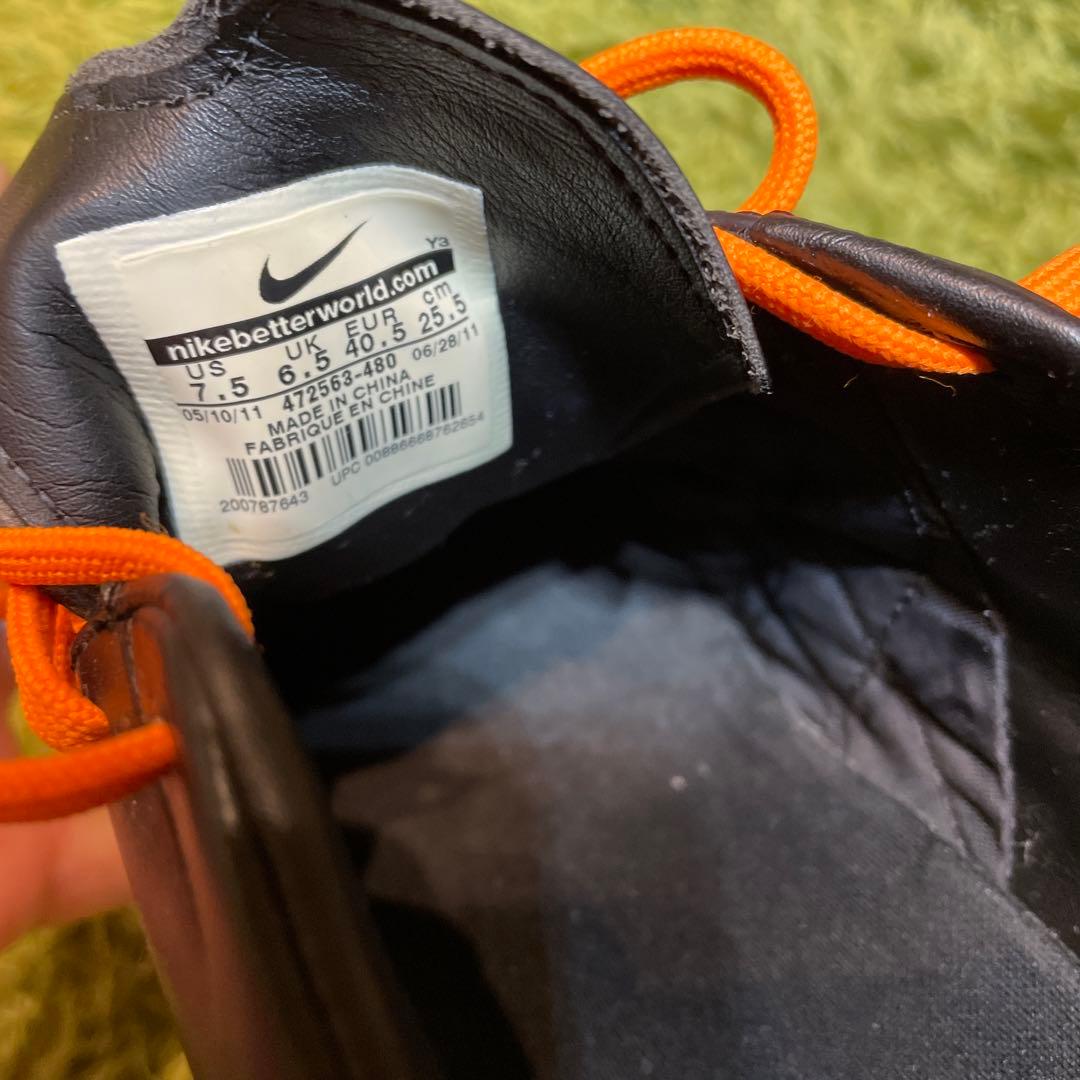 Y3
nikebetterworld.com
US UK EUR cm
7.5 6.5 40.5 25.5
05/10/11 472563-480 06/28/11
MADE IN CHINA
FABRIQUE EN CHINE
200787643 UPC 00886668762654